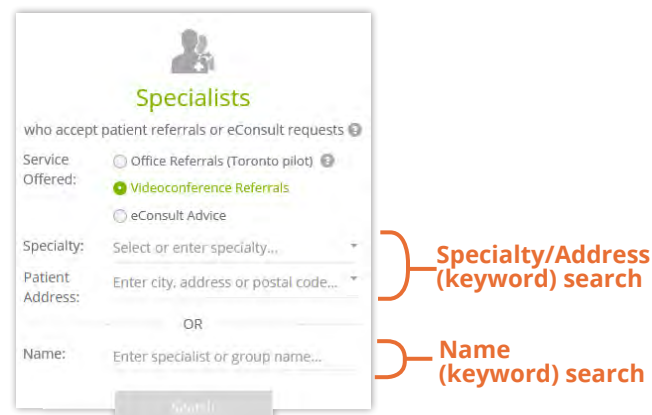 Specialists
who accept patient referrals or eConsult requests ?
Service Offered:
Office Referrals (Toronto pilot) ?
Videoconference Referrals
eConsult Advice
Specialty:
Select or enter specialty...
Patient Address:
Enter city, address or postal code...
OR
Name:
Enter specialist or group name...
Search
Specialty/Address
(keyword) search
Name
(keyword) search